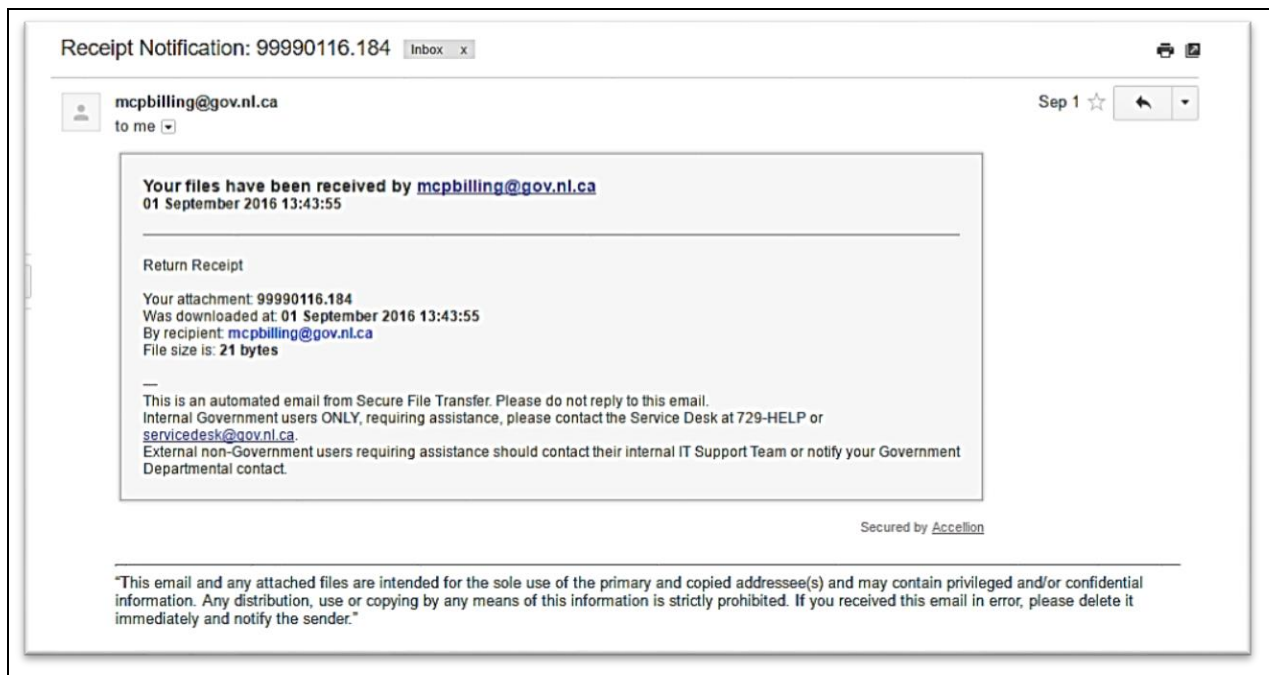 Receipt Notification: 99990116.184 Inbox x
mcpbilling@gov.nl.ca Sep 1
to me
Your files have been received by mcpbilling@gov.nl.ca
01 September 2016 13:43:55
Return Receipt
Your attachment: 99990116.184
Was downloaded at: 01 September 2016 13:43:55
By recipient: mcpbilling@gov.nl.ca
File size is: 21 bytes
—
This is an automated email from Secure File Transfer. Please do not reply to this email.
Internal Government users ONLY, requiring assistance, please contact the Service Desk at 729-HELP or
servicedesk@gov.nl.ca.
External non-Government users requiring assistance should contact their internal IT Support Team or notify your Government
Departmental contact.
Secured by Accellion
"This email and any attached files are intended for the sole use of the primary and copied addressee(s) and may contain privileged and/or confidential
information. Any distribution, use or copying by any means of this information is strictly prohibited. If you received this email in error, please delete it
immediately and notify the sender."